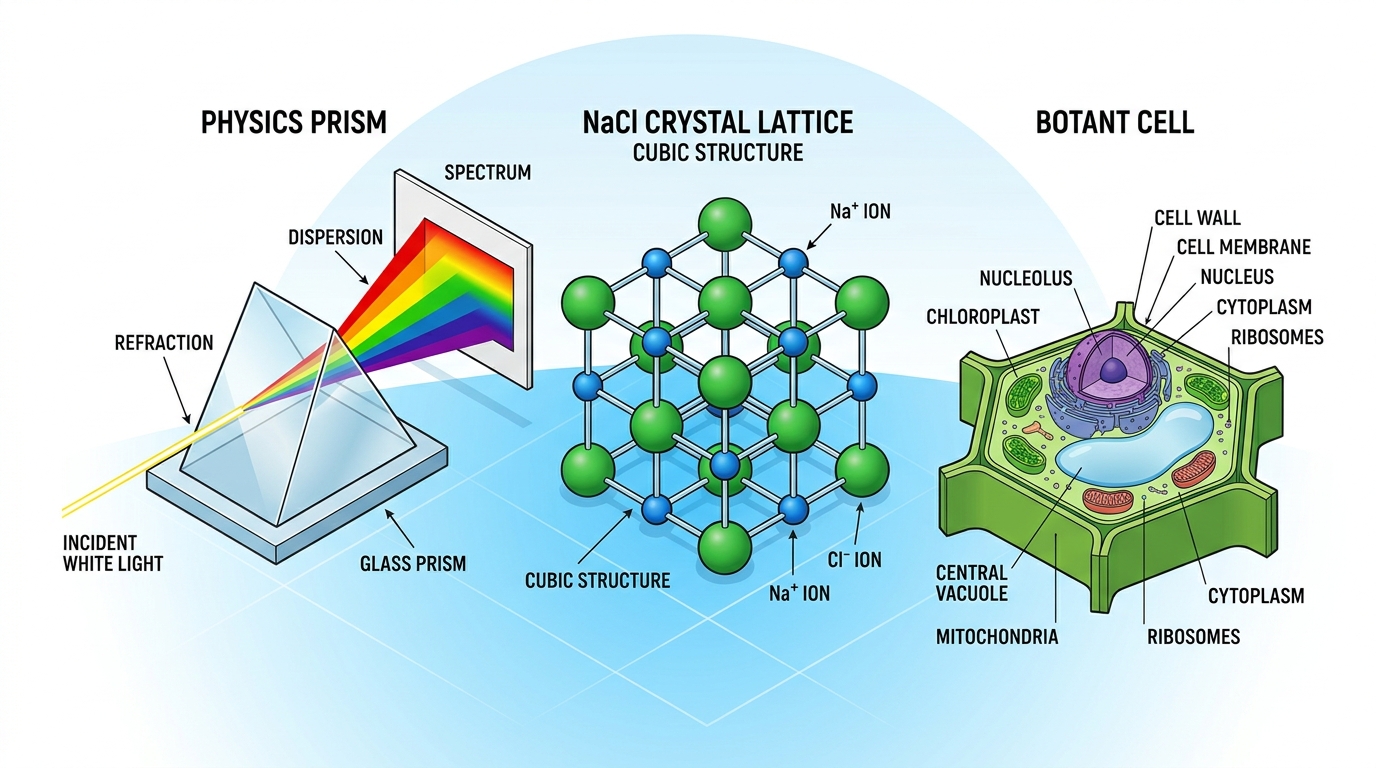 PHYSICS PRISM
SPECTRUM
DISPERSION
REFRACTION
INCIDENT
WHITE LIGHT
GLASS PRISM
NaCl CRYSTAL LATTICE
CUBIC STRUCTURE
Na⁺ ION
CUBIC STRUCTURE
Cl⁻ ION
Na⁺ ION
BOTANT CELL
CELL WALL
CELL MEMBRANE
NUCLEOLUS
NUCLEUS
CYTOPLASM
CHLOROPLAST
RIBOSOMES
CENTRAL
VACUOLE
CYTOPLASM
MITOCHONDRIA
RIBOSOMES